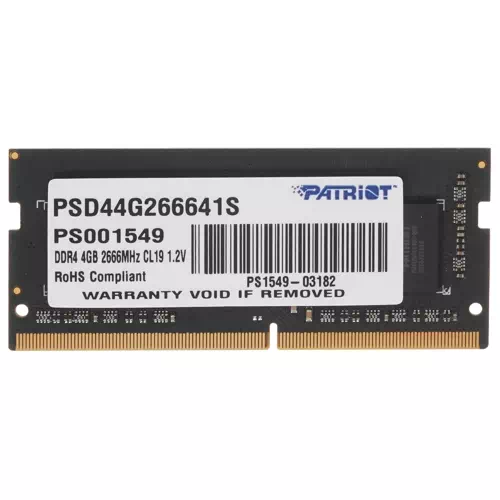 PATRIOT
PSD44G266641S
PS001549
DDR4 4GB 2666MHz CL19 1.2V
RoHS Compliant
PS1549-03182
WARRANTY VOID IF REMOVED